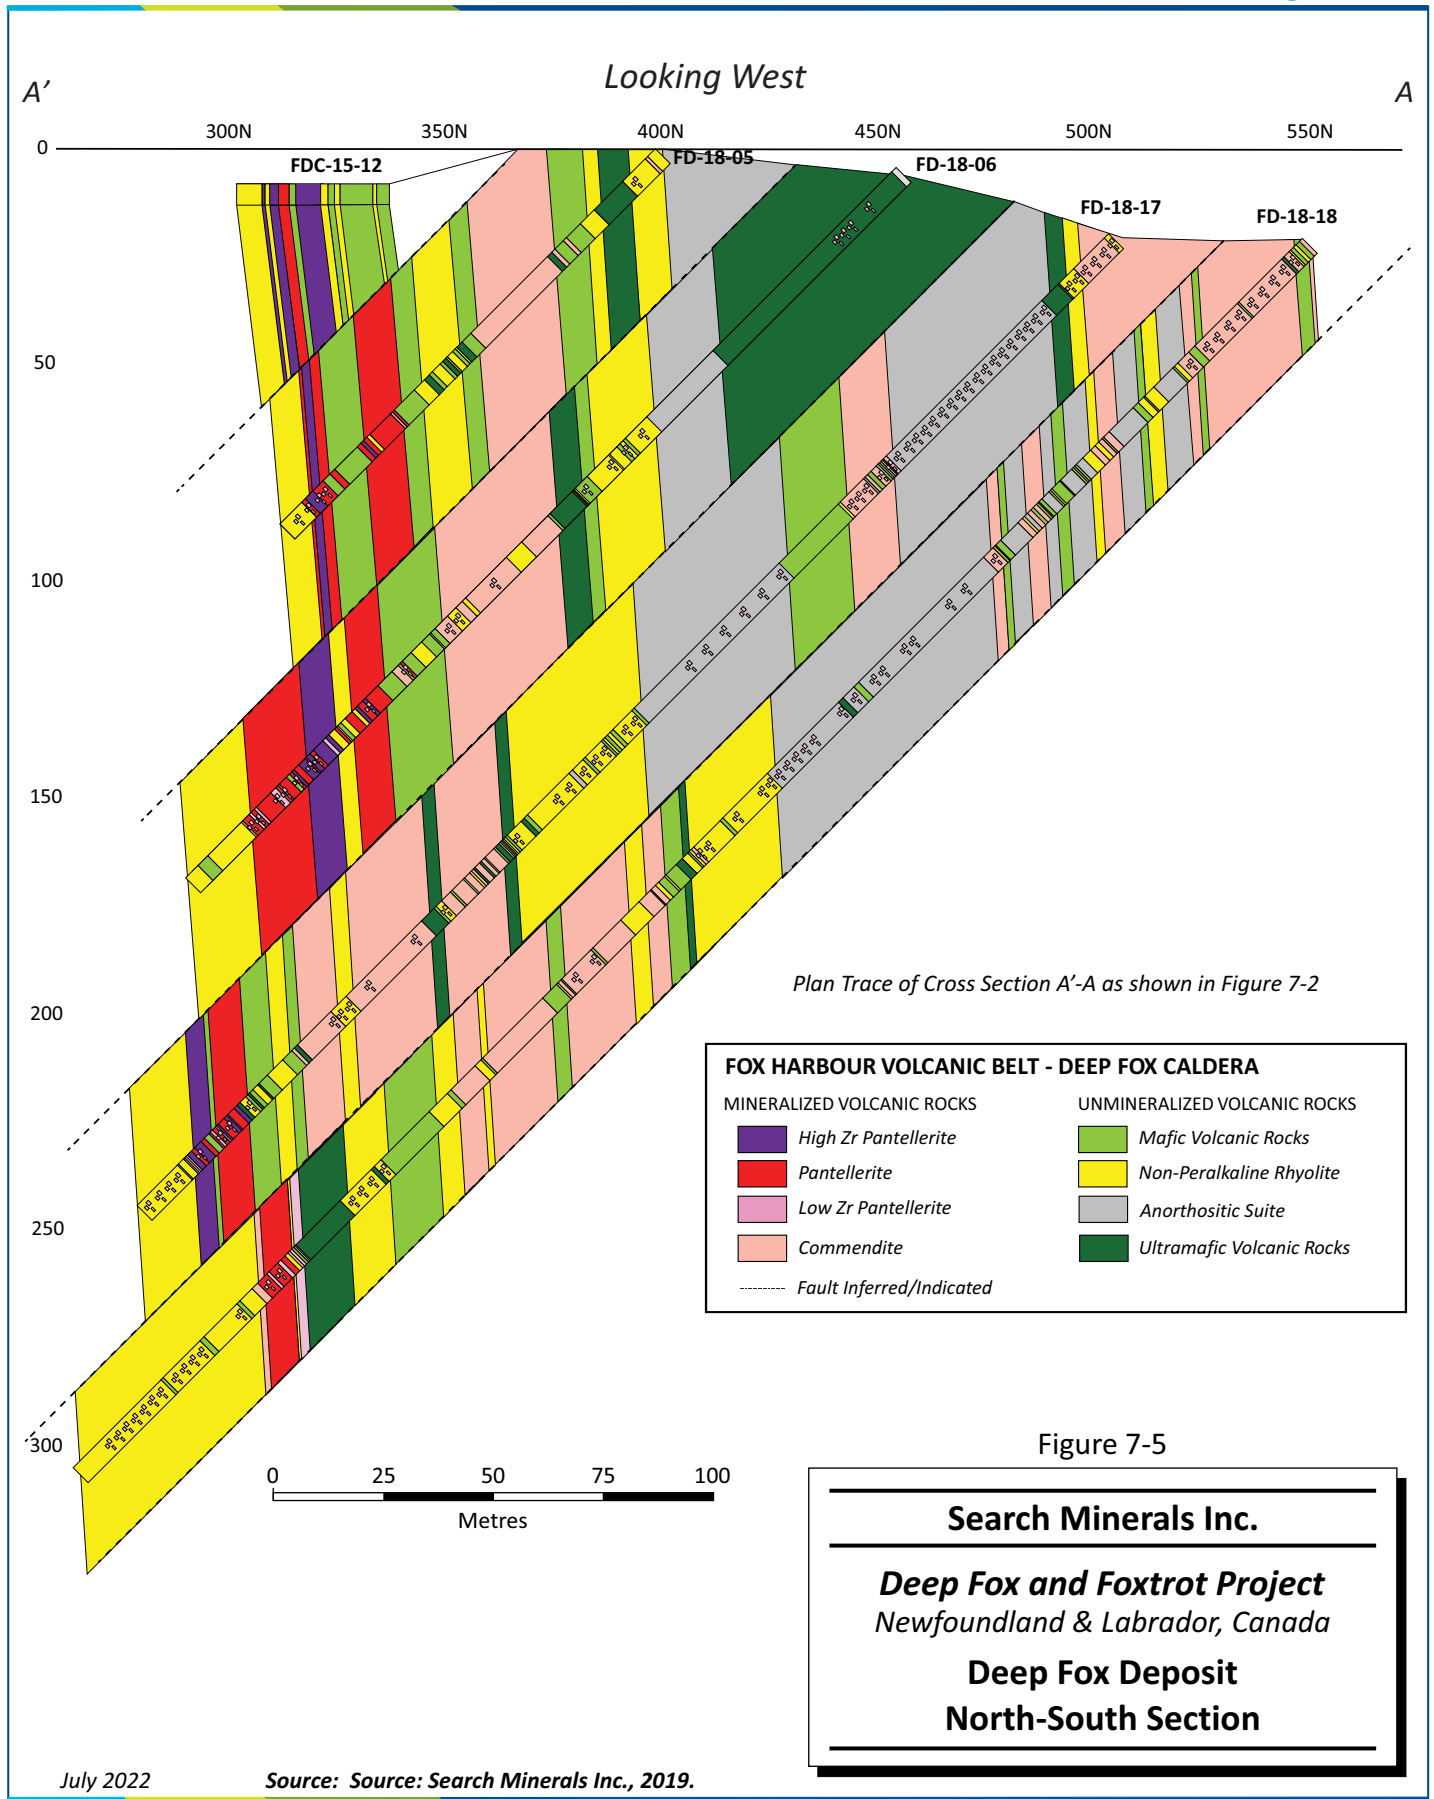 Looking West
A’
A
300N
350N
400N
450N
500N
550N
0
FDC-15-12
FD-18-05
FD-18-06
FD-18-17
FD-18-18
50
100
150
200
250
300
Plan Trace of Cross Section A’-A as shown in Figure 7-2
FOX HARBOUR VOLCANIC BELT - DEEP FOX CALDERA
MINERALIZED VOLCANIC ROCKS
High Zr Pantellerite
Pantellerite
Low Zr Pantellerite
Commendite
Fault Inferred/Indicated
UNMINERALIZED VOLCANIC ROCKS
Mafic Volcanic Rocks
Non-Peralkaline Rhyolite
Anorthositic Suite
Ultramafic Volcanic Rocks
0
25
50
75
100
Metres
Figure 7-5
Search Minerals Inc.
Deep Fox and Foxtrot Project
Newfoundland & Labrador, Canada
Deep Fox Deposit
North-South Section
July 2022
Source: Source: Search Minerals Inc., 2019.